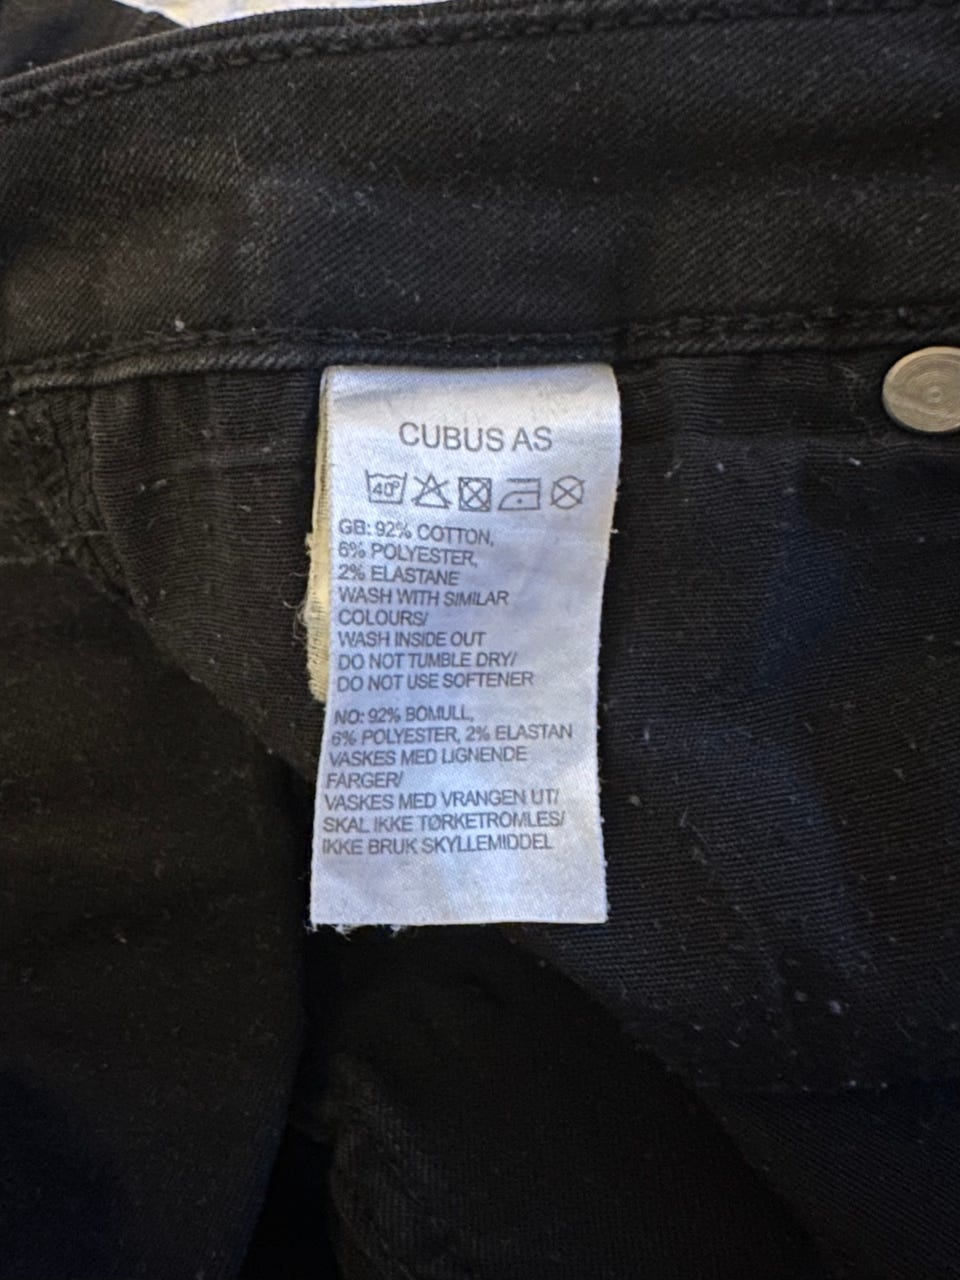 CUBUS AS
40°
GB: 92% COTTON,
6% POLYESTER,
2% ELASTANE
WASH WITH SIMILAR
COLOURS/
WASH INSIDE OUT
DO NOT TUMBLE DRY/
DO NOT USE SOFTENER
NO: 92% BOMULL,
6% POLYESTER, 2% ELASTAN
VASKES MED LIGNENDE
FARGER/
VASKES MED VRANGEN UT/
SKAL IKKE TØRKETROMLES/
IKKE BRUK SKYLLEMIDDEL